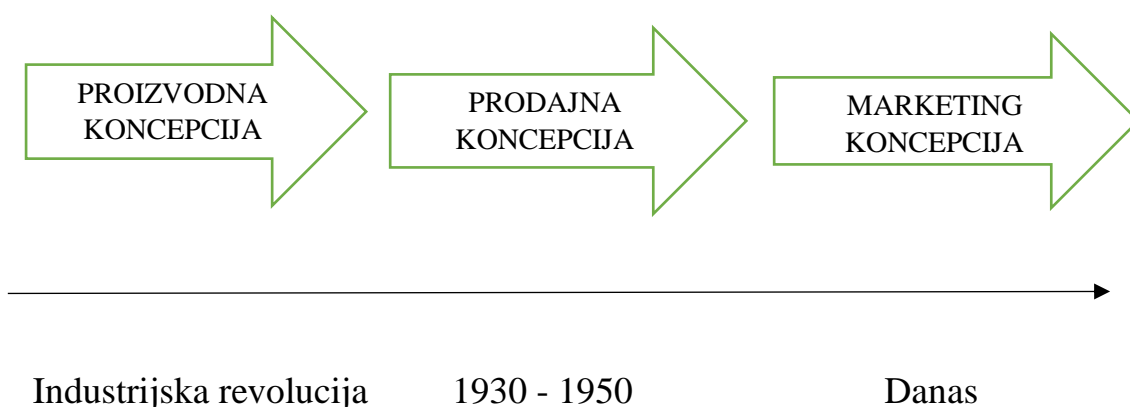 PROIZVODNA
KONCEPCIJA
PRODAJNA
KONCEPCIJA
MARKETING
KONCEPCIJA
Industrijska revolucija
1930 - 1950
Danas